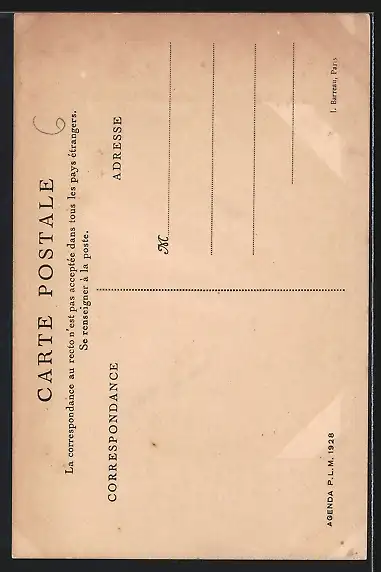 CARTE POSTALE
La correspondance au recto n'est pas acceptée dans tous les pays étrangers.
Se renseigner à la poste.
6
CORRESPONDANCE
ADRESSE
M
AGENDA P.L.M. 1928
I. Barreau, Paris